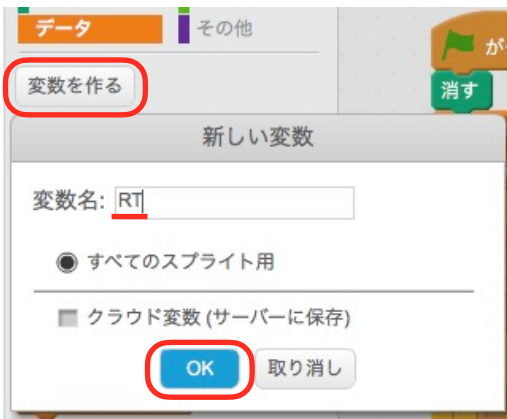 データ
その他
変数を作る
が
消す
新しい変数
変数名: RT
すべてのスプライト用
クラウド変数 (サーバーに保存)
OK 取り消し